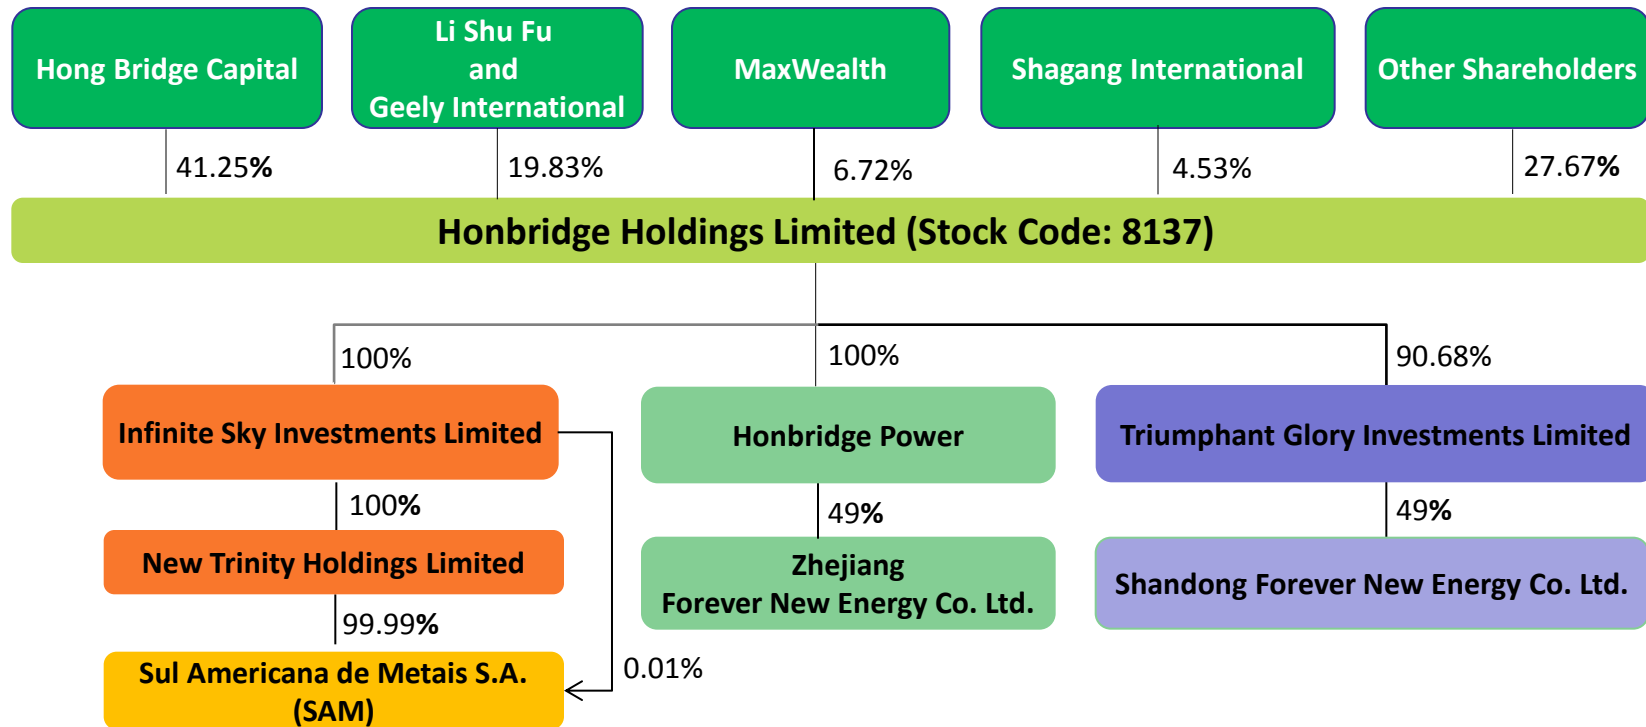 Hong Bridge Capital
Li Shu Fu
and
Geely International
MaxWealth
Shagang International
Other Shareholders
41.25%
19.83%
6.72%
4.53%
27.67%
Honbridge Holdings Limited (Stock Code: 8137)
100%
100%
90.68%
Infinite Sky Investments Limited
Honbridge Power
Triumphant Glory Investments Limited
100%
49%
49%
New Trinity Holdings Limited
Zhejiang
Forever New Energy Co. Ltd.
Shandong Forever New Energy Co. Ltd.
99.99%
0.01%
Sul Americana de Metais S.A.
(SAM)